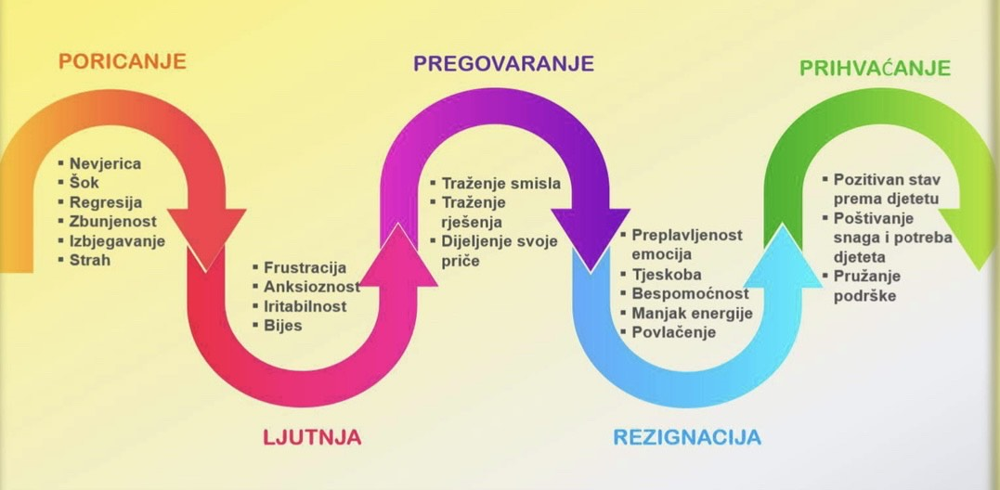 PORICANJE
▪ Nevjerica
▪ Šok
▪ Regresija
▪ Zbunjenost
▪ Izbjegavanje
▪ Strah
LJUTNJA
▪ Frustracija
▪ Anksioznost
▪ Iritabilnost
▪ Bijes
PREGOVARANJE
▪ Traženje smisla
▪ Traženje
rješenja
▪ Dijeljenje svoje
priče
REZIGNACIJA
▪ Preplavljenost
emocija
▪ Tjeskoba
▪ Bespomoćnost
▪ Manjak energije
▪ Povlačenje
PRIHVAĆANJE
▪ Pozitivan stav
prema djetetu
▪ Poštivanje
snaga i potreba
djeteta
▪ Pružanje
podrške